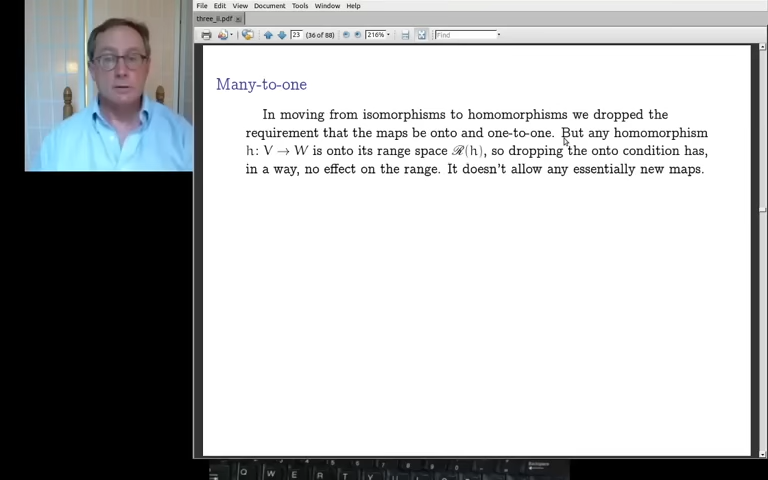 File Edit View Document Tools Window Help
three_ii.pdf
23 (36 of 88) 216% Find
Many-to-one
In moving from isomorphisms to homomorphisms we dropped the
requirement that the maps be onto and one-to-one. But any homomorphism
h: V → W is onto its range space ℛ(h), so dropping the onto condition has,
in a way, no effect on the range. It doesn't allow any essentially new maps.
Q W E R T Y